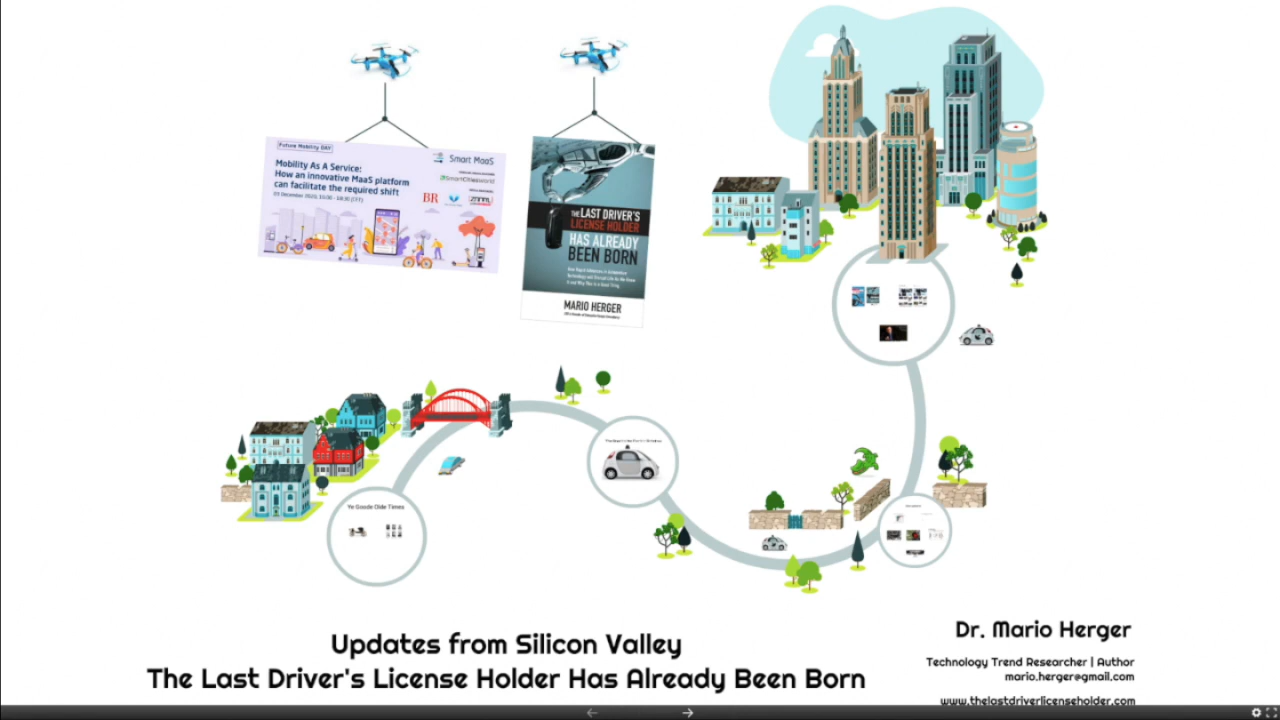 Future Mobility DAY
Smart MaaS
Mobility As A Service:
How an innovative MaaS platform
can facilitate the required shift
SmartCitiesworld
BR
THE LAST DRIVER'S
LICENSE HOLDER
HAS ALREADY
BEEN BORN
MARIO HERGER
Ye Goode Olde Times
Updates from Silicon Valley
The Last Driver's License Holder Has Already Been Born
Dr. Mario Herger
Technology Trend Researcher | Author
mario.herger@gmail.com
www.thelastdriverlicenseholder.com